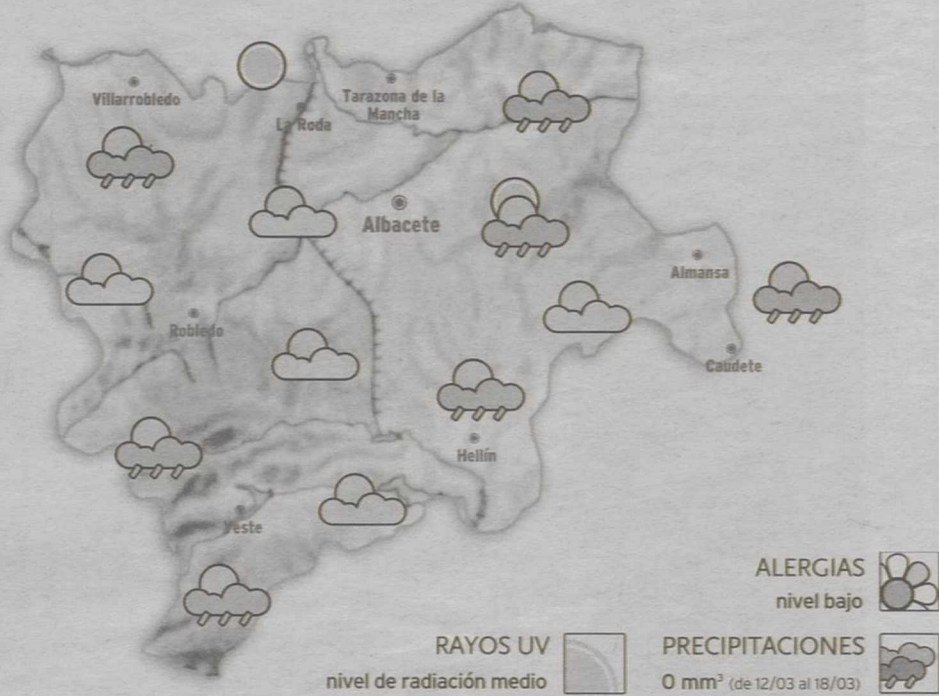 Villarrobledo
Tarazona de la
Mancha
La Roda
Albacete
Almansa
Robledo
Caudete
Hellín
Yeste
ALERGIAS
nivel bajo
RAYOS UV
nivel de radiación medio
PRECIPITACIONES
0 mm³ (de 12/03 al 18/03)